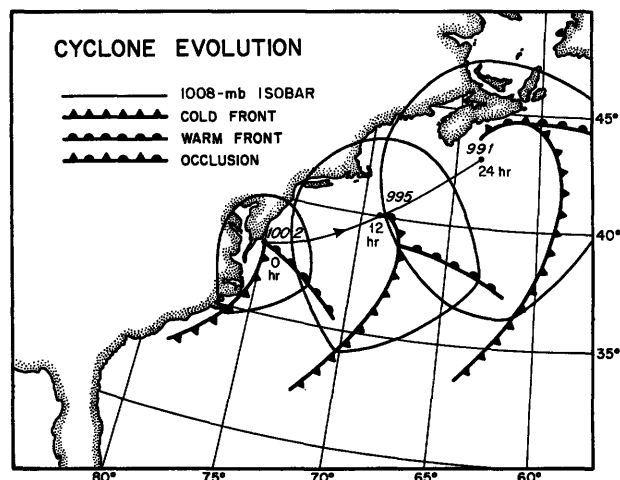 CYCLONE EVOLUTION
1008-mb ISOBAR
COLD FRONT
WARM FRONT
OCCLUSION
45°
991
24 hr
995
12
hr
1002
0
hr
40°
35°
80° 75° 70° 65° 60°